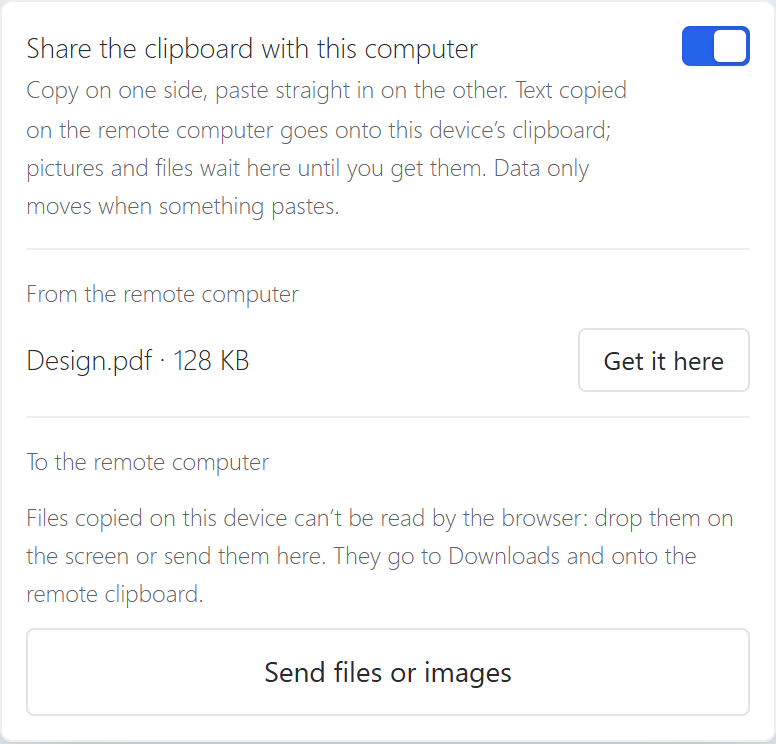 Share the clipboard with this computer
Copy on one side, paste straight in on the other. Text copied
on the remote computer goes onto this device’s clipboard;
pictures and files wait here until you get them. Data only
moves when something pastes.
From the remote computer
Design.pdf · 128 KB
Get it here
To the remote computer
Files copied on this device can’t be read by the browser: drop them on
the screen or send them here. They go to Downloads and onto the
remote clipboard.
Send files or images